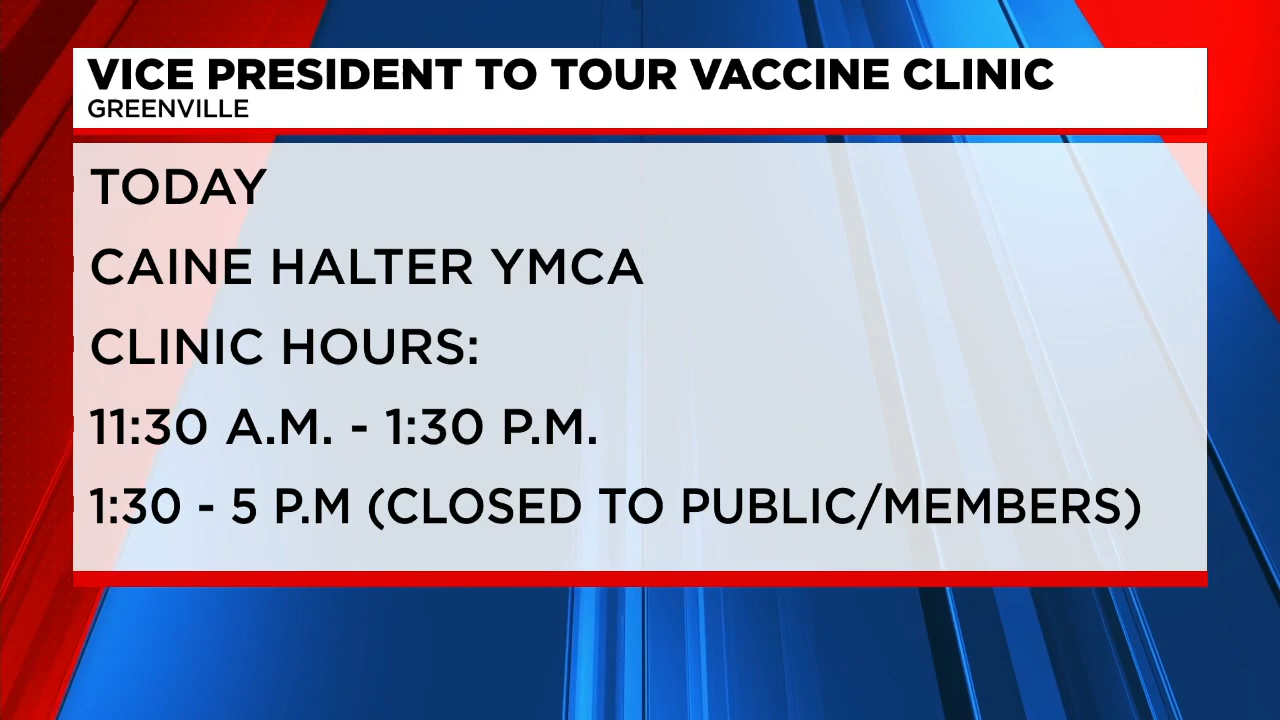 VICE PRESIDENT TO TOUR VACCINE CLINIC
GREENVILLE
TODAY
CAINE HALTER YMCA
CLINIC HOURS:
11:30 A.M. - 1:30 P.M.
1:30 - 5 P.M (CLOSED TO PUBLIC/MEMBERS)